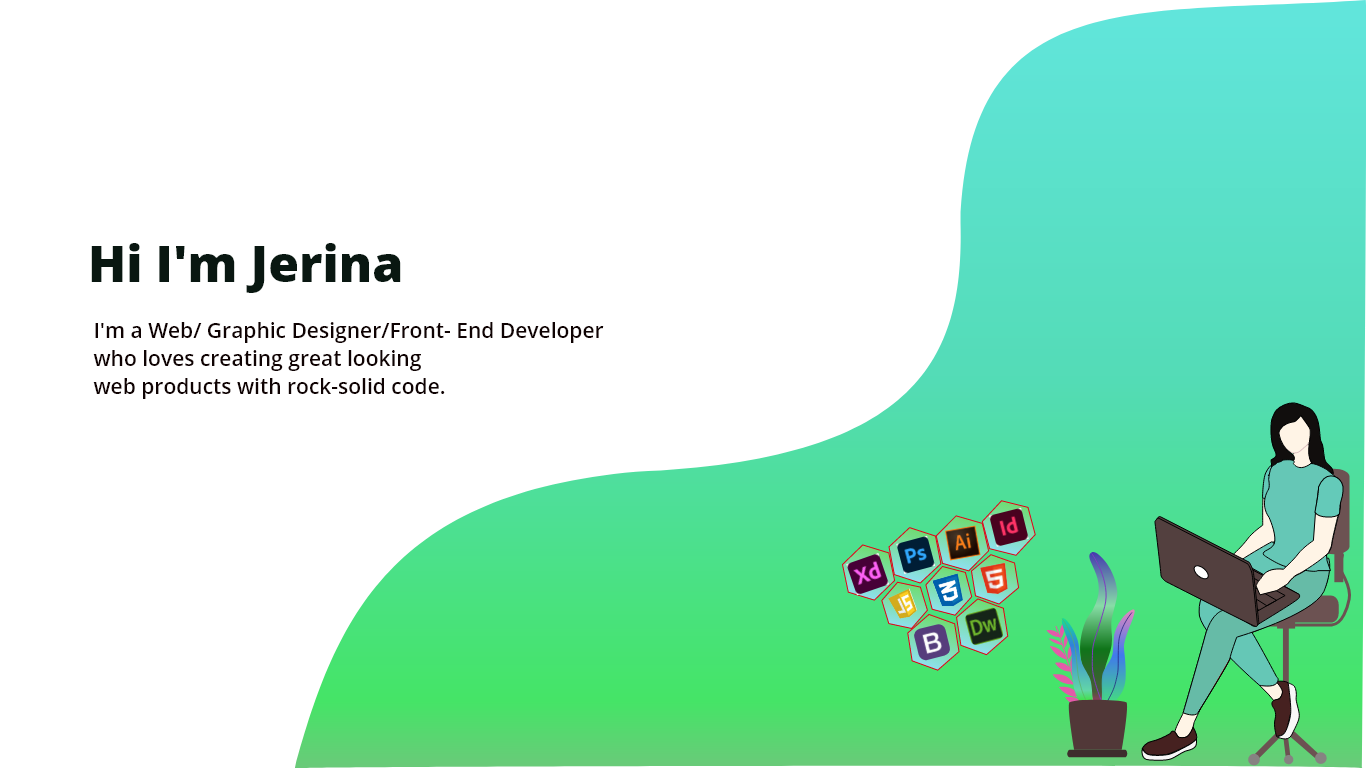 Hi I'm Jerina
I'm a Web/ Graphic Designer/Front- End Developer
who loves creating great looking
web products with rock-solid code.
Id
Ai
Ps
Xd
5
3
JS
Dw
B